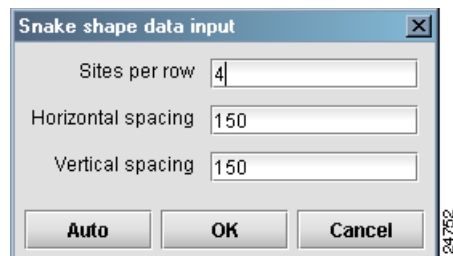 Snake shape data input
Sites per row 4
Horizontal spacing 150
Vertical spacing 150
Auto OK Cancel
24752